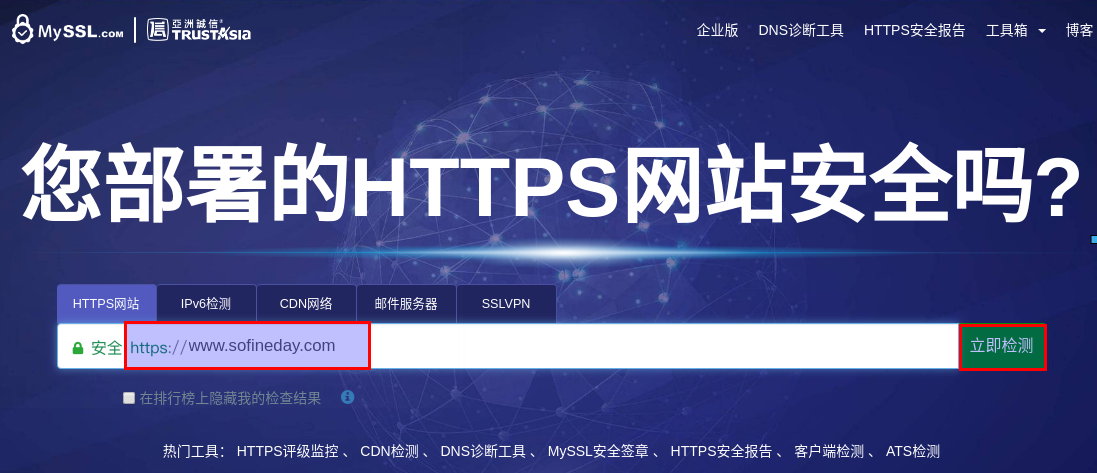 MySSL.COM 亞洲誠信® TRUSTAsia 企业版 DNS诊断工具 HTTPS安全报告 工具箱 博客
您部署的HTTPS网站安全吗?
HTTPS网站 IPv6检测 CDN网络 邮件服务器 SSLVPN
安全 https://www.sofineday.com 立即检测
在排行榜上隐藏我的检查结果
热门工具： HTTPS评级监控 、 CDN检测 、 DNS诊断工具 、 MySSL安全签章 、 HTTPS安全报告 、 客户端检测 、 ATS检测